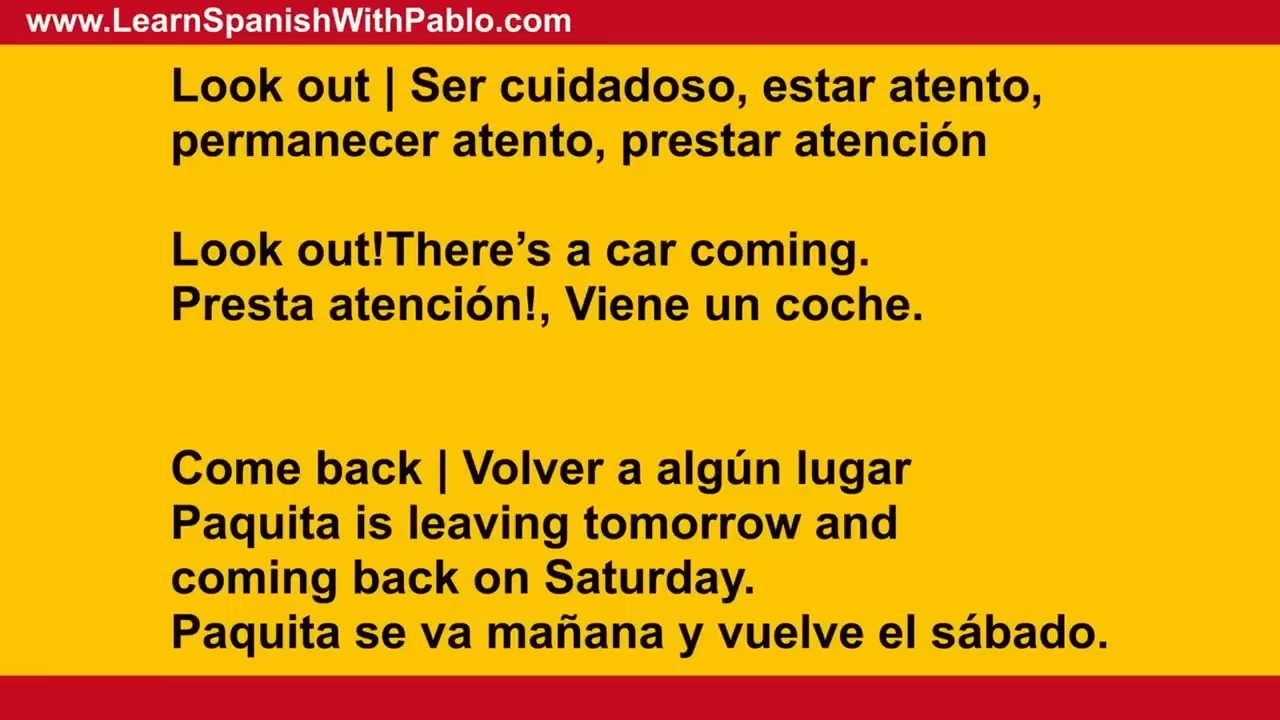 www.LearnSpanishWithPablo.com
Look out | Ser cuidadoso, estar atento,
permanecer atento, prestar atención
Look out!There’s a car coming.
Presta atención!, Viene un coche.
Come back | Volver a algún lugar
Paquita is leaving tomorrow and
coming back on Saturday.
Paquita se va mañana y vuelve el sábado.